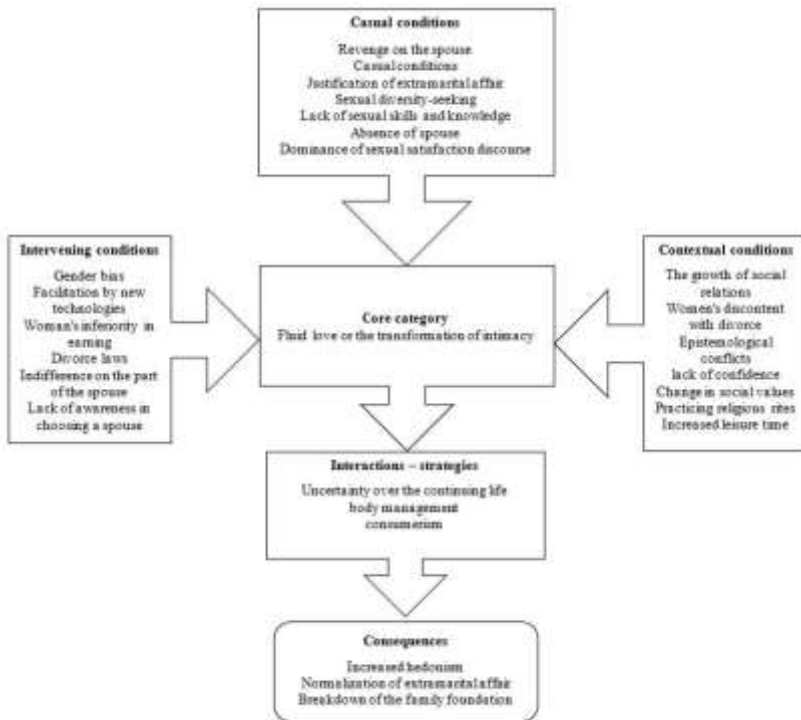 Casual conditions
Revenge on the spouse
Casual conditions
Justification of extramarital affair
Sexual diversity-seeking
Lack of sexual skills and knowledge
Absence of spouse
Dominance of sexual satisfaction discourse
Intervening conditions
Gender bias
Facilitation by new
technologies
Woman's inferiority in
earning
Divorce laws
Indifference on the part
of the spouse
Lack of awareness in
choosing a spouse
Core category
Fluid love or the transformation of intimacy
Contextual conditions
The growth of social
relations
Women's discontent
with divorce
Epistemological
conflicts
lack of confidence
Change in social values
Practicing religious rites
Increased leisure time
Interactions – strategies
Uncertainty over the continuing life
body management
consumerism
Consequences
Increased hedonism
Normalization of extramarital affair
Breakdown of the family foundation